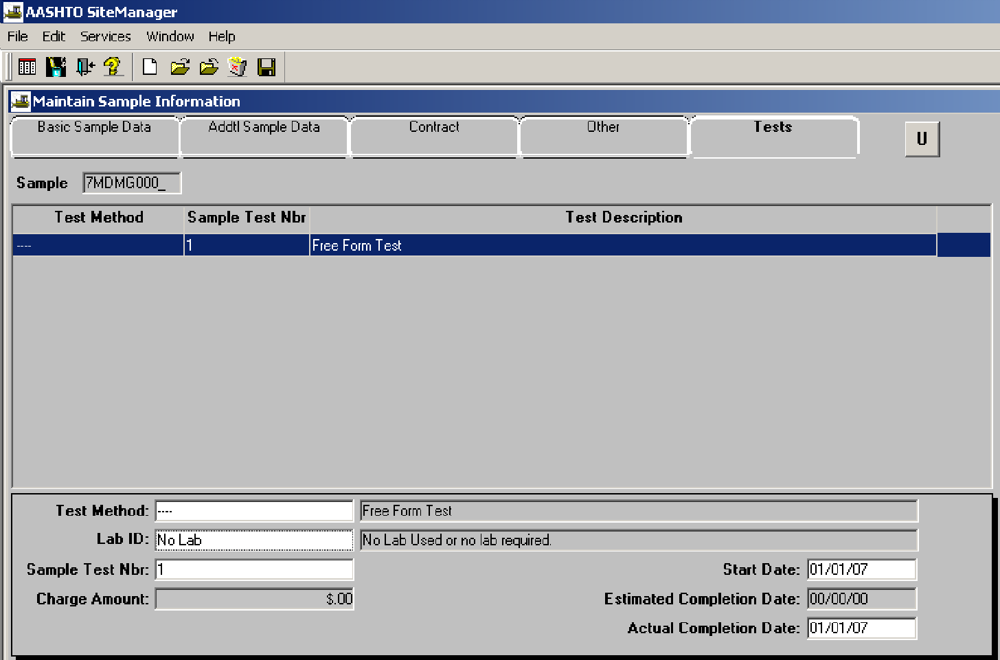 AASHTO SiteManager
File Edit Services Window Help
Maintain Sample Information
Basic Sample Data Addtl Sample Data Contract Other Tests U
Sample 7MDMG000_
Test Method Sample Test Nbr Test Description
---- 1 Free Form Test
Test Method: ---- Free Form Test
Lab ID: No Lab No Lab Used or no lab required.
Sample Test Nbr: 1 Start Date: 01/01/07
Charge Amount: $.00 Estimated Completion Date: 00/00/00
Actual Completion Date: 01/01/07